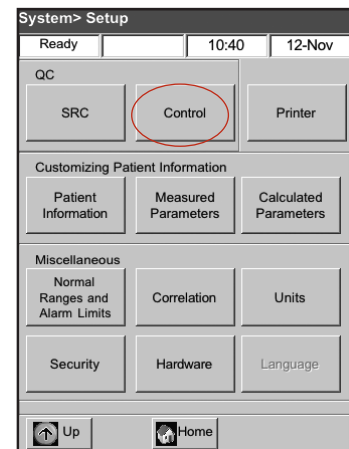 System> Setup
Ready 10:40 12-Nov
QC
SRC Control Printer
Customizing Patient Information
Patient
Information
Measured
Parameters
Calculated
Parameters
Miscellaneous
Normal
Ranges and
Alarm Limits
Correlation
Units
Security Hardware Language
Up Home